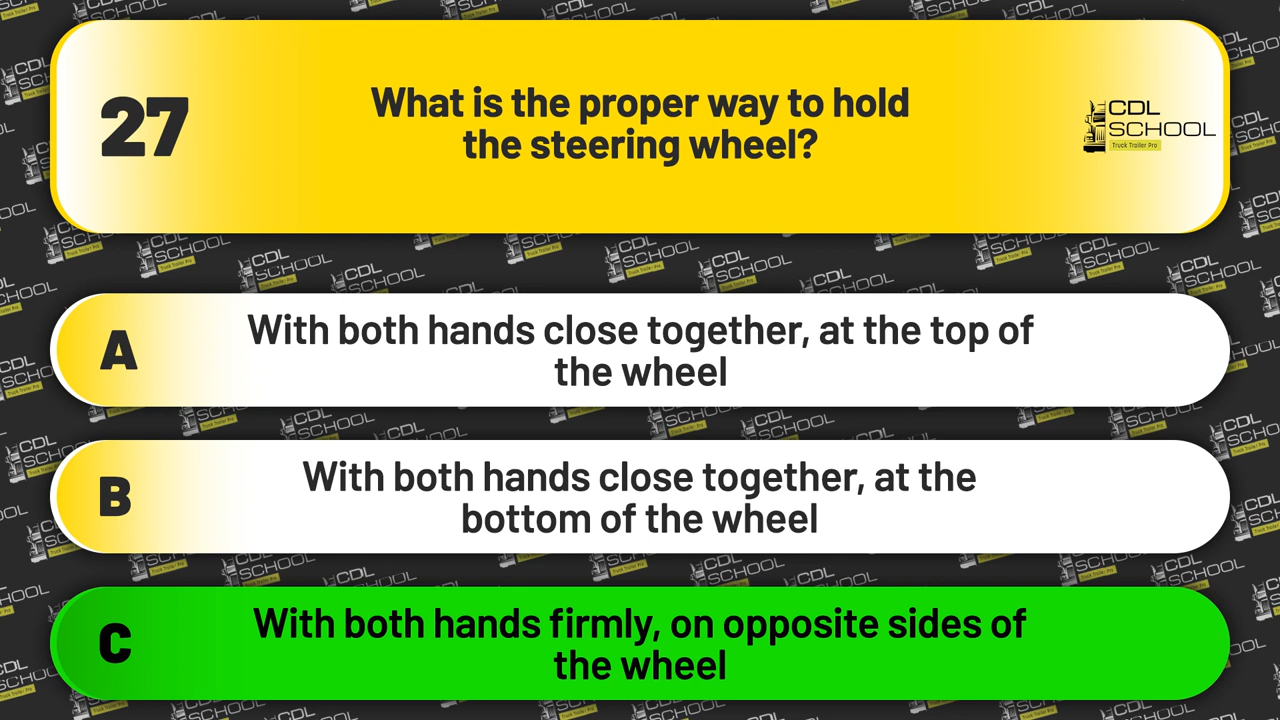 27
What is the proper way to hold
the steering wheel?
CDL
SCHOOL
Truck Trailer Pro
A
With both hands close together, at the top of
the wheel
B
With both hands close together, at the
bottom of the wheel
C
With both hands firmly, on opposite sides of
the wheel